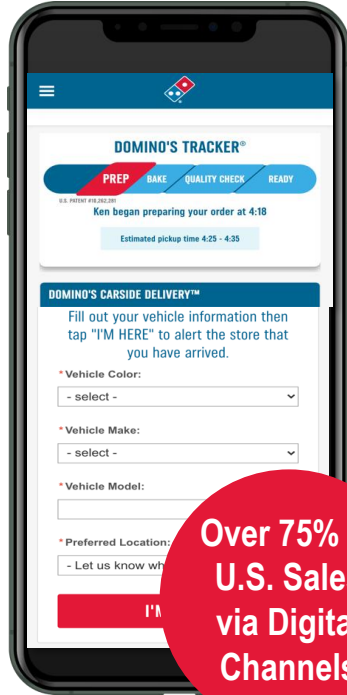 DOMINO'S TRACKER®
PREP BAKE QUALITY CHECK READY
U.S. PATENT #10,262,281
Ken began preparing your order at 4:18
Estimated pickup time 4:25 - 4:35
DOMINO'S CARSIDE DELIVERY™
Fill out your vehicle information then
tap "I'M HERE" to alert the store that
you have arrived.
*Vehicle Color:
- select -
*Vehicle Make:
- select -
*Vehicle Model:
*Preferred Location:
- Let us know wh
I'M
Over 75%
U.S. Sale
via Digita
Channels